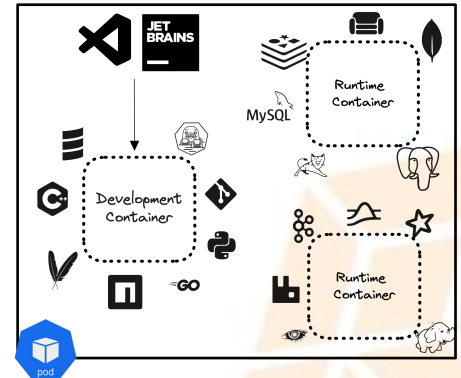 JET
BRAINS
Runtime
Container
MySQL
Development
Container
GO
Runtime
Container
pod